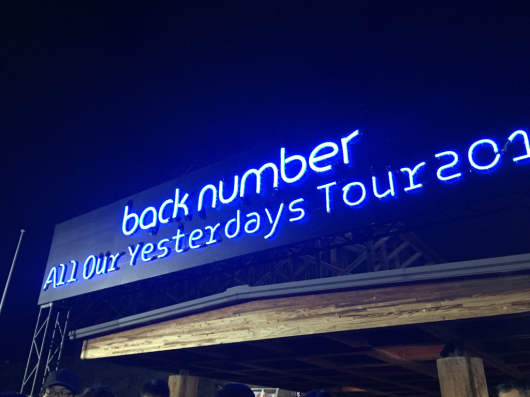 back number
All Our Yesterdays Tour 201